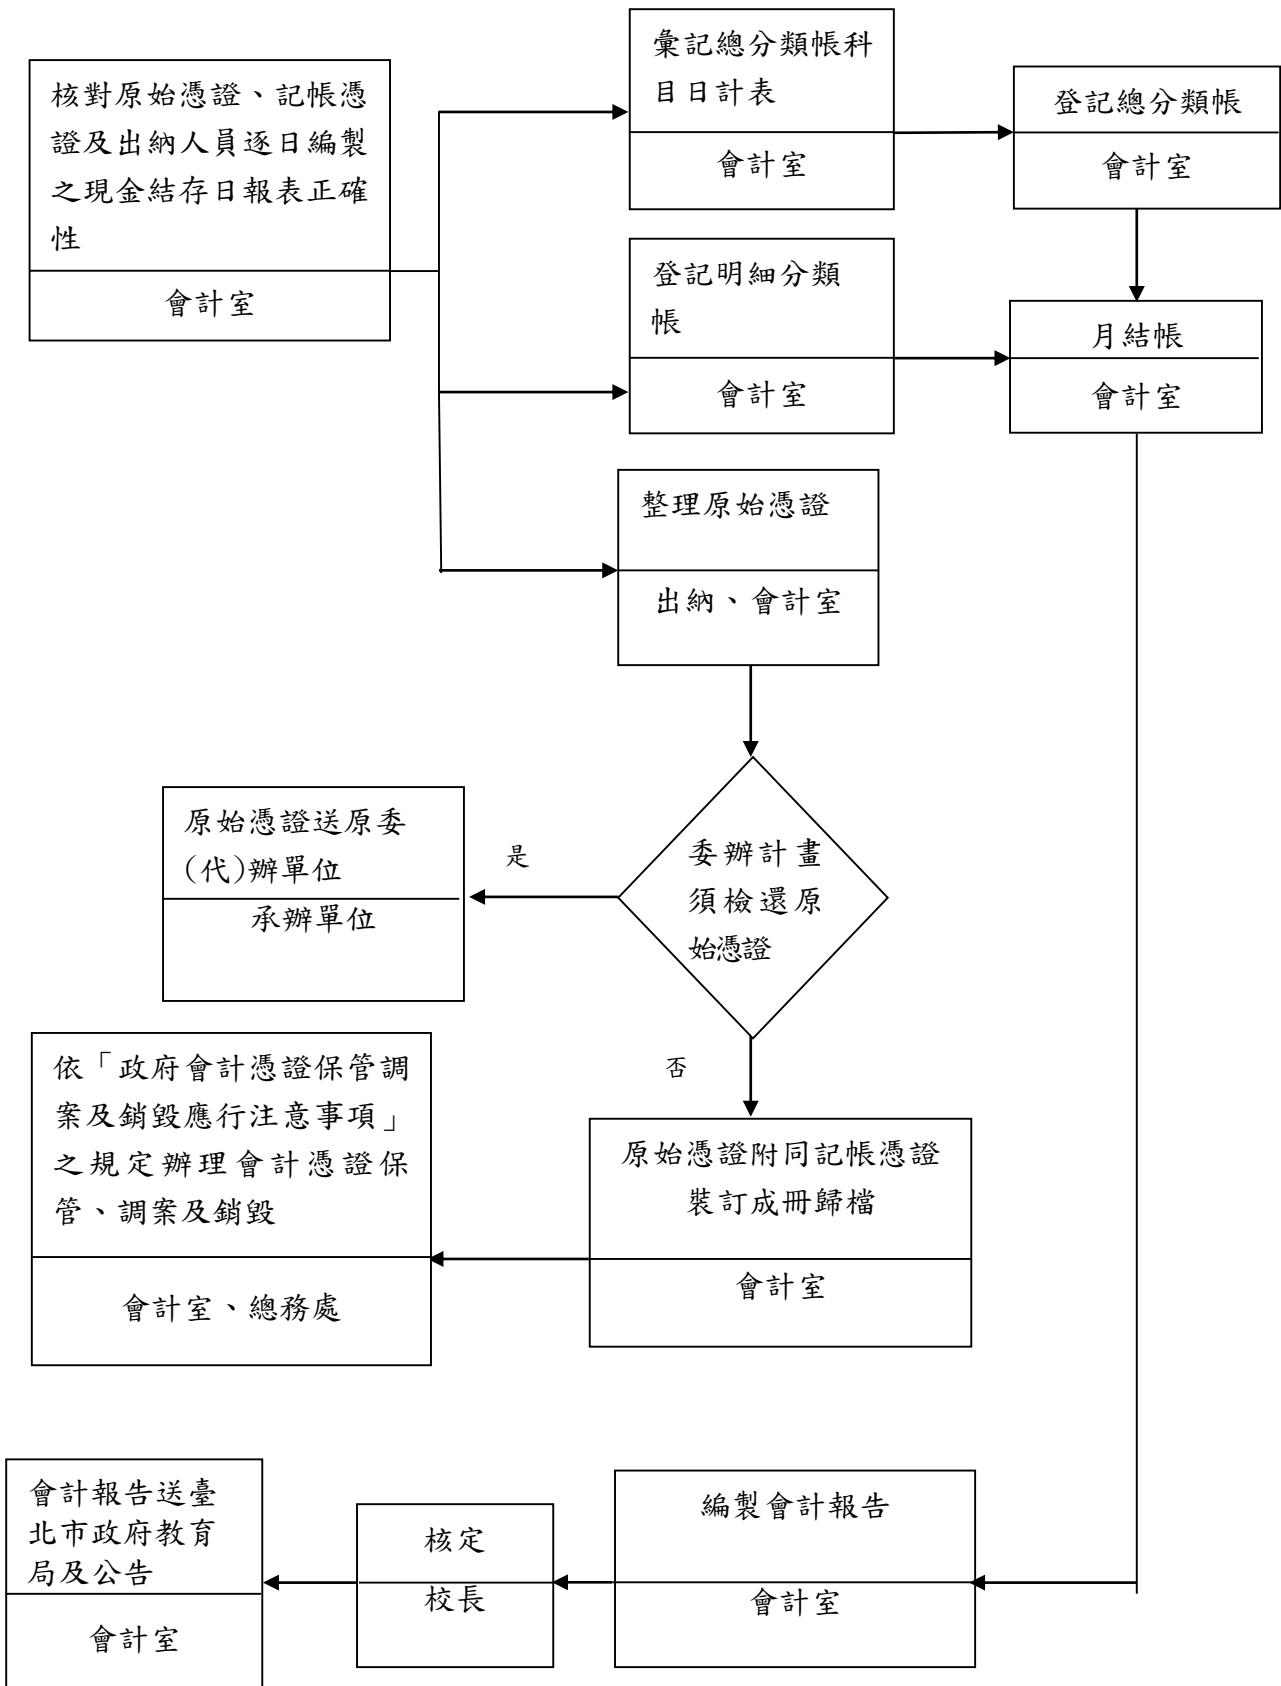 核對原始憑證、記帳憑
證及出納人員逐日編製
之現金結存日報表正確
性
會計室
彙記總分類帳科
目日計表
會計室
登記總分類帳
會計室
登記明細分類
帳
會計室
月結帳
會計室
整理原始憑證
出納、會計室
委辦計畫
須檢還原
始憑證
是
原始憑證送原委
(代)辦單位
承辦單位
否
原始憑證附同記帳憑證
裝訂成冊歸檔
會計室
依「政府會計憑證保管調
案及銷毀應行注意事項」
之規定辦理會計憑證保
管、調案及銷毀
會計室、總務處
編製會計報告
會計室
核定
校長
會計報告送臺
北市政府教育
局及公告
會計室